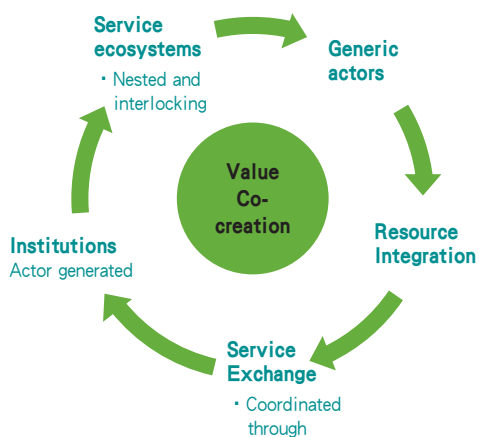 Service
ecosystems
・Nested and
interlocking
Generic
actors
Value
Co-
creation
Resource
Integration
Institutions
Actor generated
Service
Exchange
・Coordinated
through